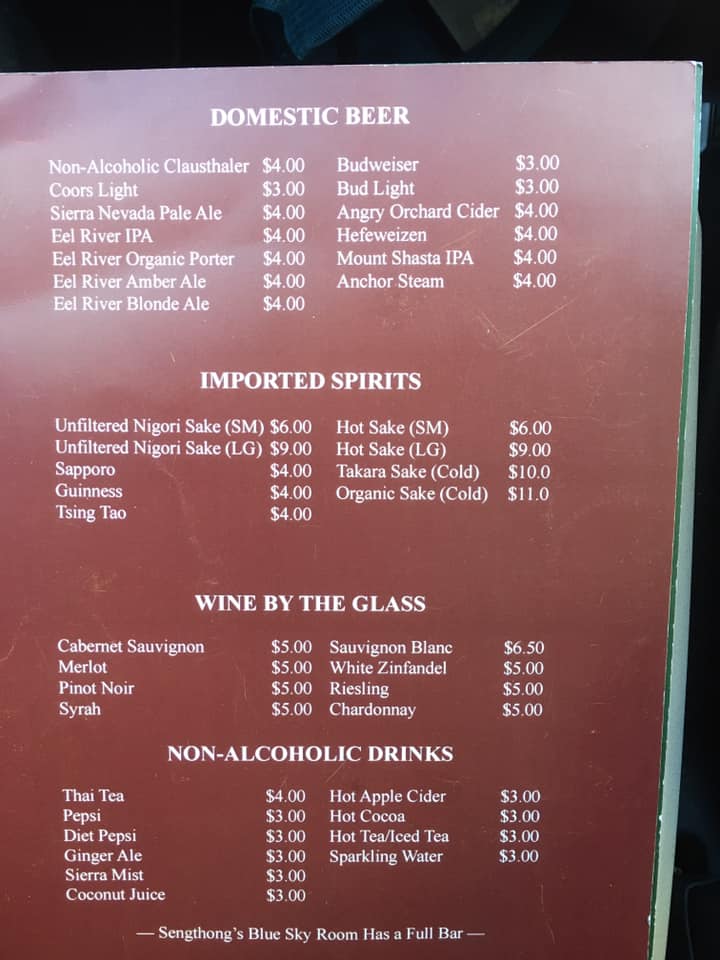 DOMESTIC BEER
Non-Alcoholic Clausthaler $4.00 Budweiser $3.00
Coors Light $3.00 Bud Light $3.00
Sierra Nevada Pale Ale $4.00 Angry Orchard Cider $4.00
Eel River IPA $4.00 Hefeweizen $4.00
Eel River Organic Porter $4.00 Mount Shasta IPA $4.00
Eel River Amber Ale $4.00 Anchor Steam $4.00
Eel River Blonde Ale $4.00
IMPORTED SPIRITS
Unfiltered Nigori Sake (SM) $6.00 Hot Sake (SM) $6.00
Unfiltered Nigori Sake (LG) $9.00 Hot Sake (LG) $9.00
Sapporo $4.00 Takara Sake (Cold) $10.0
Guinness $4.00 Organic Sake (Cold) $11.0
Tsing Tao $4.00
WINE BY THE GLASS
Cabernet Sauvignon $5.00 Sauvignon Blanc $6.50
Merlot $5.00 White Zinfandel $5.00
Pinot Noir $5.00 Riesling $5.00
Syrah $5.00 Chardonnay $5.00
NON-ALCOHOLIC DRINKS
Thai Tea $4.00 Hot Apple Cider $3.00
Pepsi $3.00 Hot Cocoa $3.00
Diet Pepsi $3.00 Hot Tea/Iced Tea $3.00
Ginger Ale $3.00 Sparkling Water $3.00
Sierra Mist $3.00
Coconut Juice $3.00
— Sengthong's Blue Sky Room Has a Full Bar —